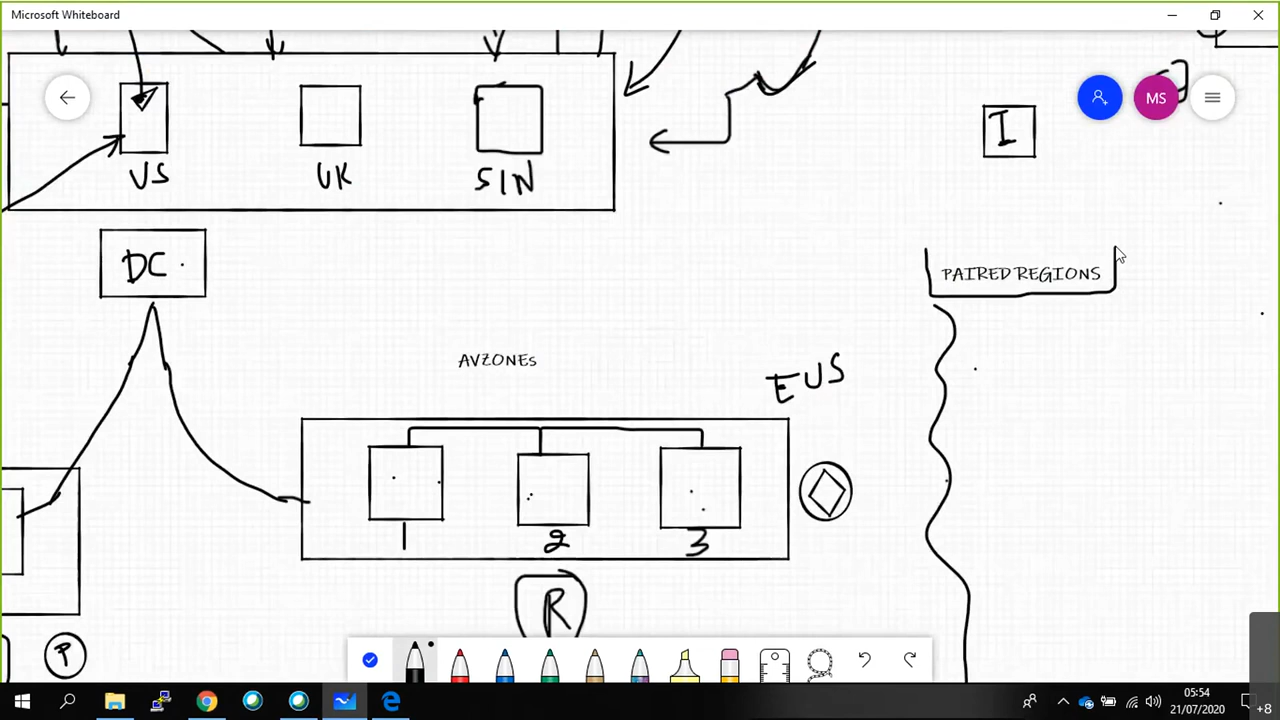 Microsoft Whiteboard
MS
I
US
UK
SIN
DC
PAIRED REGIONS
AVZONEs
EUS
1
2
3
R
P
05:54
21/07/2020
+8